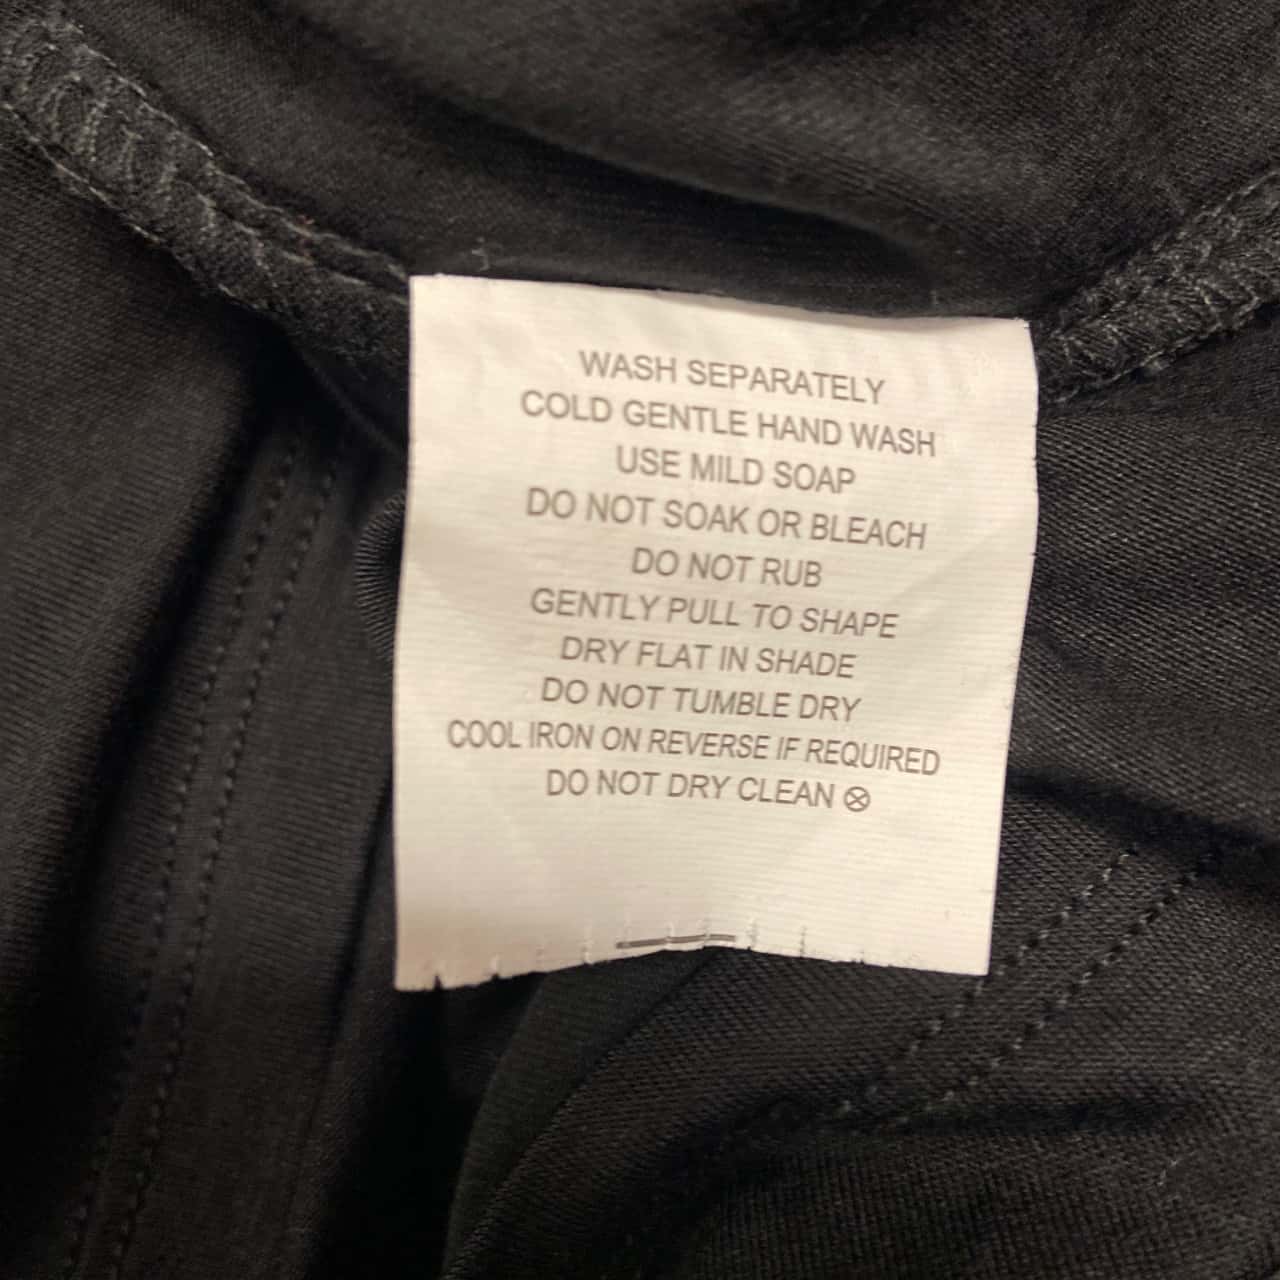 WASH SEPARATELY
COLD GENTLE HAND WASH
USE MILD SOAP
DO NOT SOAK OR BLEACH
DO NOT RUB
GENTLY PULL TO SHAPE
DRY FLAT IN SHADE
DO NOT TUMBLE DRY
COOL IRON ON REVERSE IF REQUIRED
DO NOT DRY CLEAN ⊗